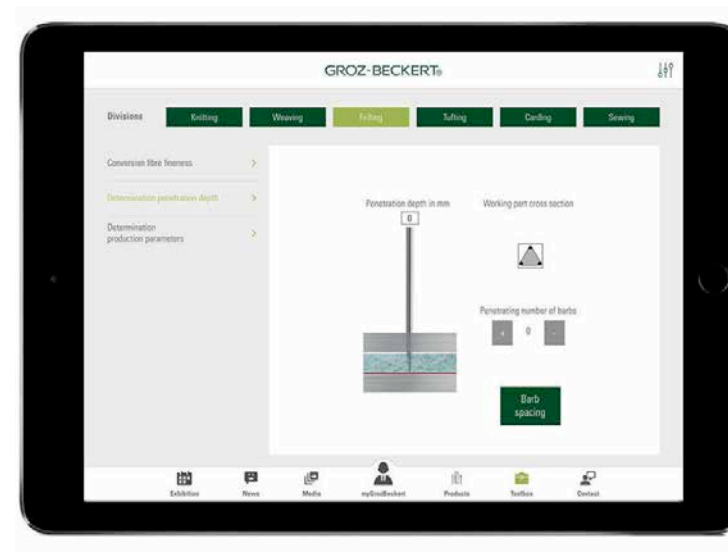 GROZ-BECKERT®
Divisions
Knitting
Weaving
Felting
Tufting
Carding
Sewing
Conversion fibre fineness
Determination penetration depth
Determination
production parameters
Penetration depth in mm
0
Working part cross section
Penetrating number of barbs
+ 0 -
Barb
spacing
Exhibition
News
Media
myGrozBeckert
Products
Toolbox
Contact